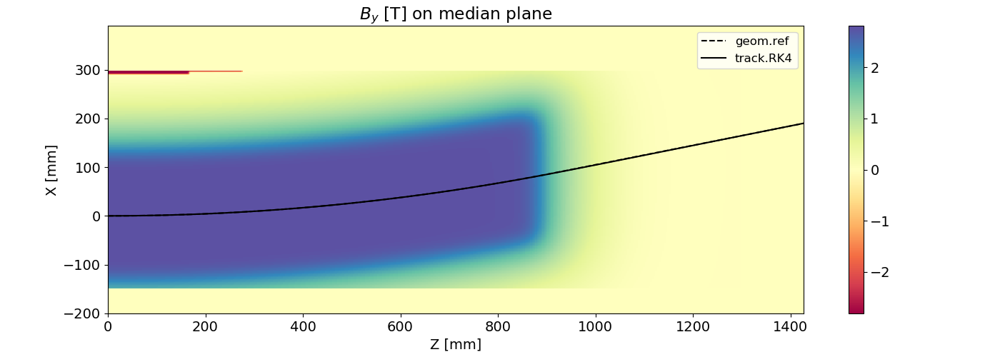 B_y [T] on median plane
geom.ref
track.RK4
X [mm]
300
200
100
0
−100
−200
0 200 400 600 800 1000 1200 1400
Z [mm]
2
1
0
−1
−2